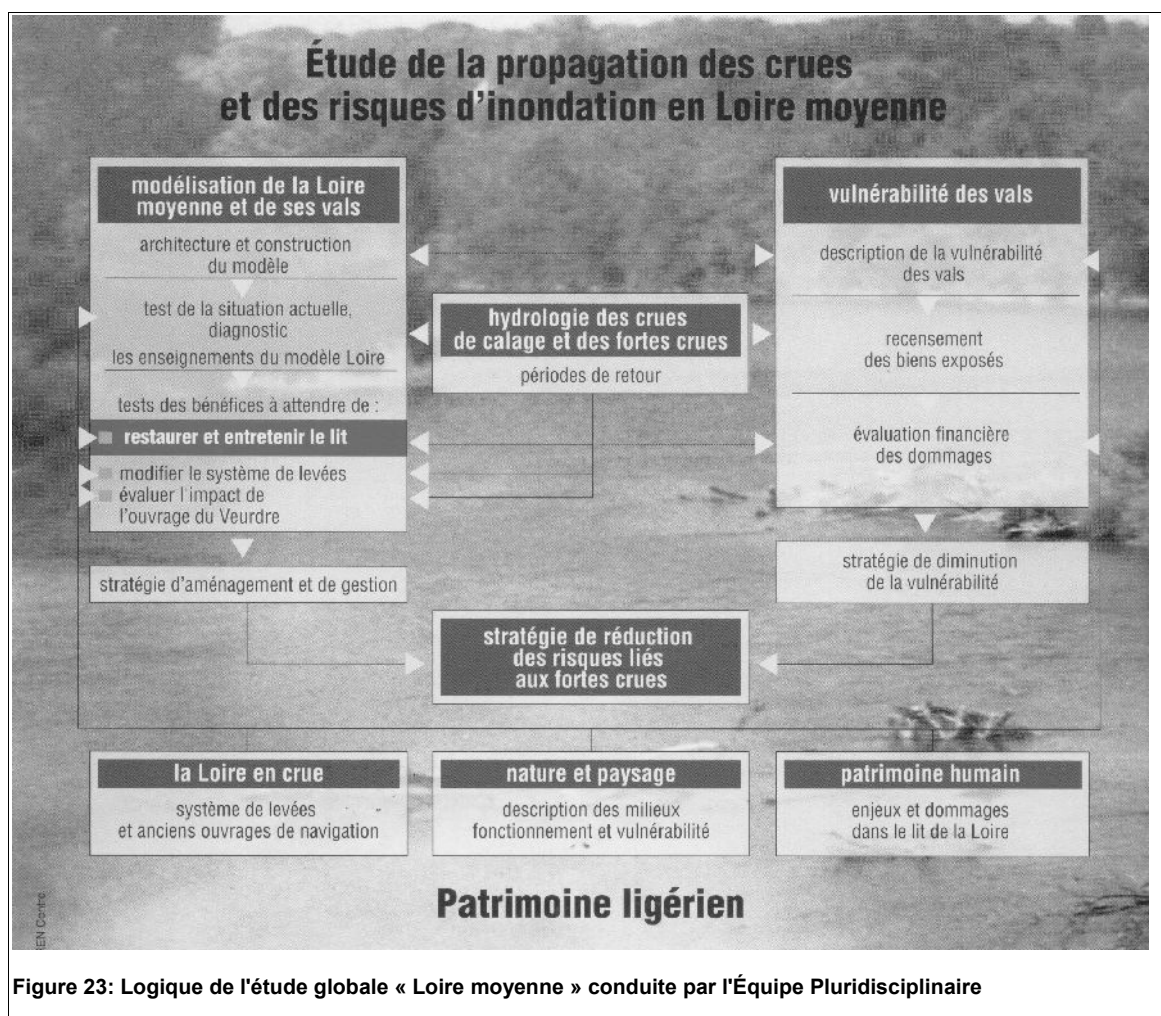 Étude de la propagation des crues
et des risques d'inondation en Loire moyenne
modélisation de la Loire
moyenne et de ses vals
architecture et construction
du modèle
test de la situation actuelle,
diagnostic
les enseignements du modèle Loire
tests des bénéfices à attendre de :
restaurer et entretenir le lit
modifier le système de levées
évaluer l'impact de
l'ouvrage du Veurdre
stratégie d'aménagement et de gestion
hydrologie des crues
de calage et des fortes crues
périodes de retour
vulnérabilité des vals
description de la vulnérabilité
des vals
recensement
des biens exposés
évaluation financière
des dommages
stratégie de diminution
de la vulnérabilité
stratégie de réduction
des risques liés
aux fortes crues
la Loire en crue
système de levées
et anciens ouvrages de navigation
nature et paysage
description des milieux
fonctionnement et vulnérabilité
patrimoine humain
enjeux et dommages
dans le lit de la Loire
Patrimoine ligérien
Centre
Figure 23: Logique de l'étude globale « Loire moyenne » conduite par l'Équipe Pluridisciplinaire